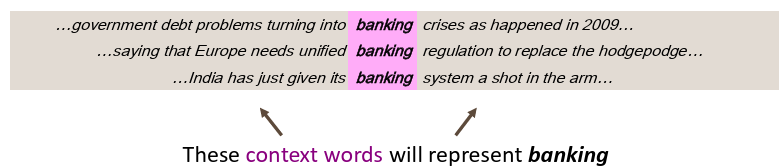 …government debt problems turning into banking crises as happened in 2009…
…saying that Europe needs unified banking regulation to replace the hodgepodge…
…India has just given its banking system a shot in the arm…
These context words will represent banking